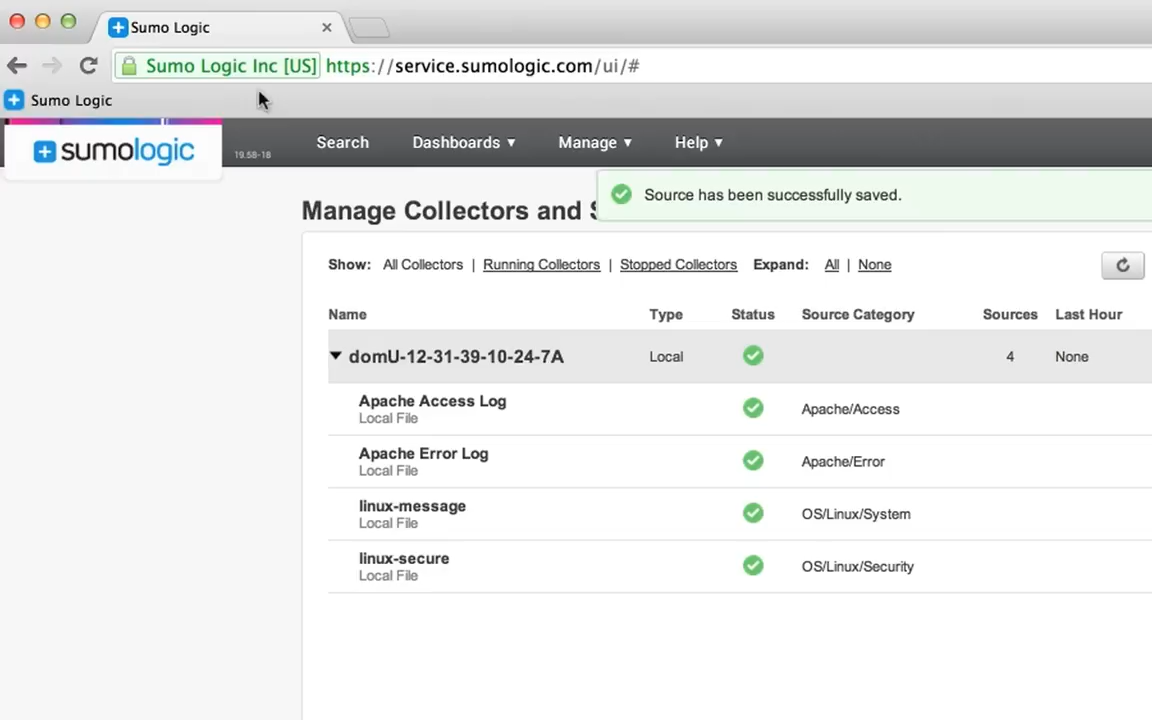 Sumo Logic
Sumo Logic Inc [US] https://service.sumologic.com/ui/#
Sumo Logic
sumologic
19.58-18
Search Dashboards ▾ Manage ▾ Help ▾
Source has been successfully saved.
Manage Collectors and S
Show: All Collectors | Running Collectors | Stopped Collectors Expand: All | None
Name Type Status Source Category Sources Last Hour
domU-12-31-39-10-24-7A Local 4 None
Apache Access Log
Local File
Apache/Access
Apache Error Log
Local File
Apache/Error
linux-message
Local File
OS/Linux/System
linux-secure
Local File
OS/Linux/Security